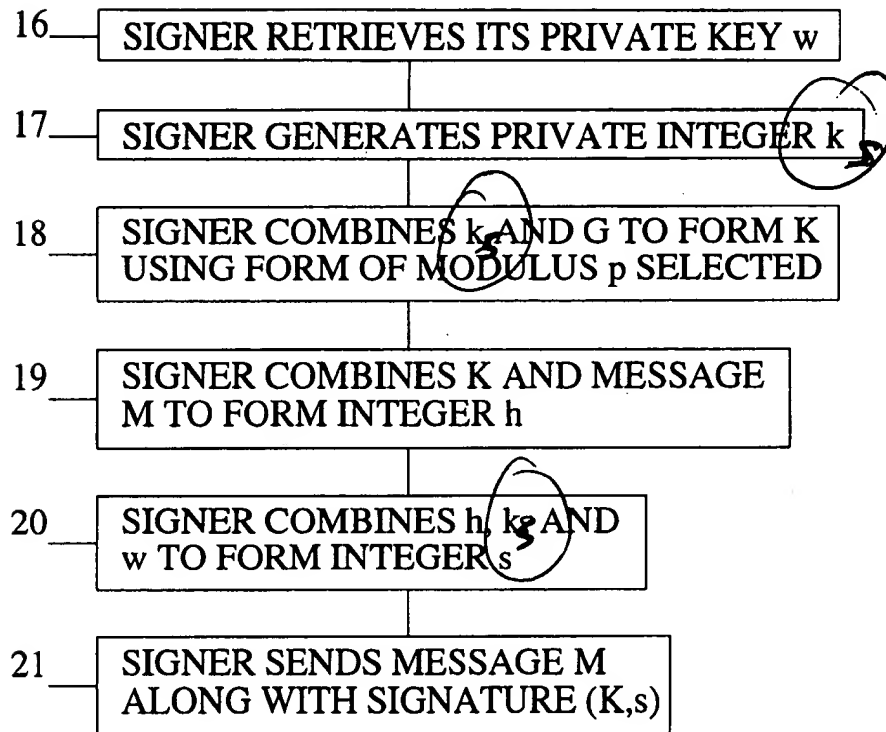 16 SIGNER RETRIEVES ITS PRIVATE KEY w
17 SIGNER GENERATES PRIVATE INTEGER k s
18 SIGNER COMBINES ks AND G TO FORM K
USING FORM OF MODULUS p SELECTED
19 SIGNER COMBINES K AND MESSAGE
M TO FORM INTEGER h
20 SIGNER COMBINES h, ks AND
w TO FORM INTEGER s
21 SIGNER SENDS MESSAGE M
ALONG WITH SIGNATURE (K,s)